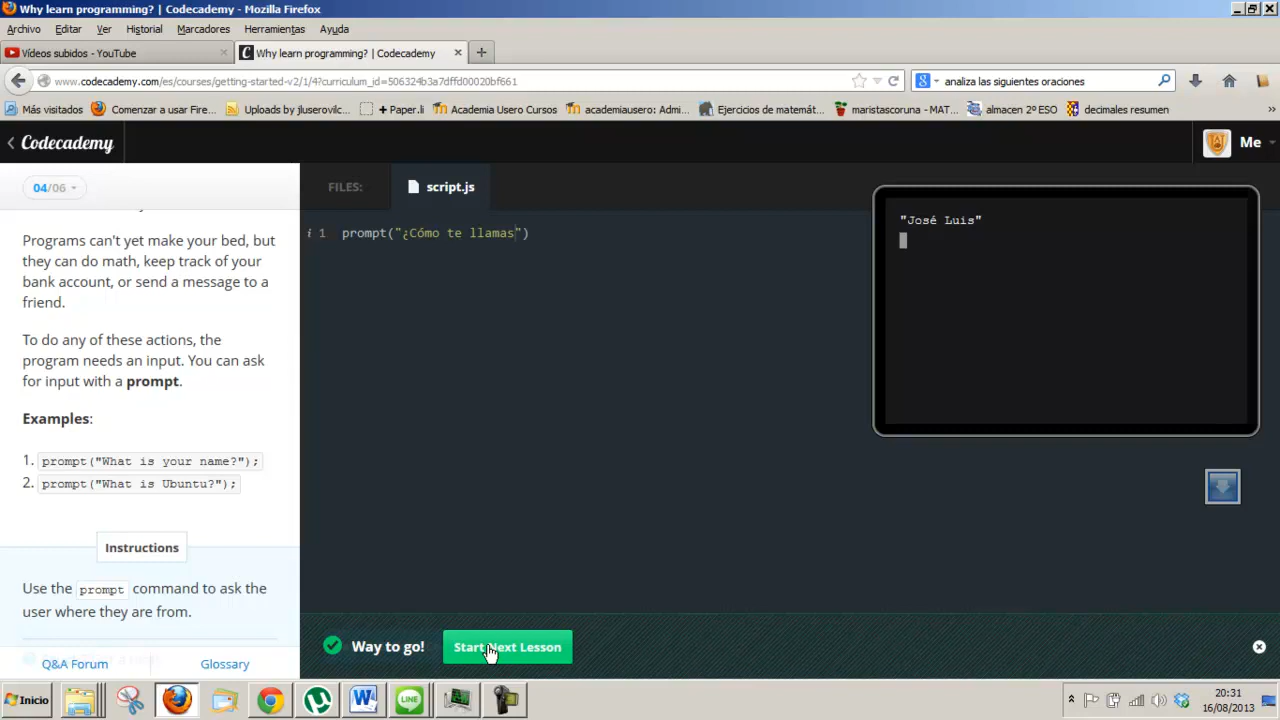 Why learn programming? | Codecademy - Mozilla Firefox
Archivo Editar Ver Historial Marcadores Herramientas Ayuda
Vídeos subidos - YouTube
Why learn programming? | Codecademy
www.codecademy.com/es/courses/getting-started-v2/1/4?curriculum_id=506324b3a7dffd00020bf661
analiza las siguientes oraciones
Más visitados Comenzar a usar Fire... Uploads by jluserovilc... + Paper.li Academia Usero Cursos academiausero: Admi... Ejercicios de matemát... maristascoruna - MAT... almacen 2º ESO decimales resumen
Codecademy
Me
04/06
FILES:
script.js
Programs can't yet make your bed, but
they can do math, keep track of your
bank account, or send a message to a
friend.
To do any of these actions, the
program needs an input. You can ask
for input with a prompt.
Examples:
1. prompt("What is your name?");
2. prompt("What is Ubuntu?");
Instructions
Use the prompt command to ask the
user where they are from.
Q&A Forum
Glossary
i 1 prompt("¿Cómo te llamas")
"José Luis"
Way to go!
Start Next Lesson
Inicio
20:31
16/08/2013